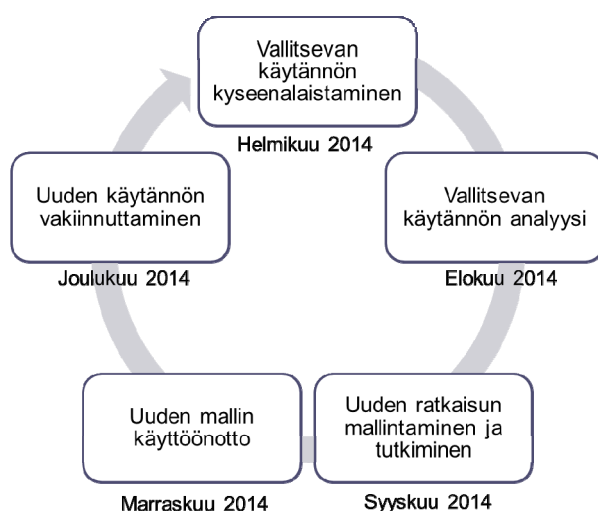 Vallitsevan
käytännön
kyseenalaistaminen
Helmikuu 2014
Vallitsevan
käytännön analyysi
Elokuu 2014
Uuden ratkaisun
mallintaminen ja
tutkiminen
Syyskuu 2014
Uuden mallin
käyttöönotto
Marraskuu 2014
Uuden käytännön
vakiinnuttaminen
Joulukuu 2014